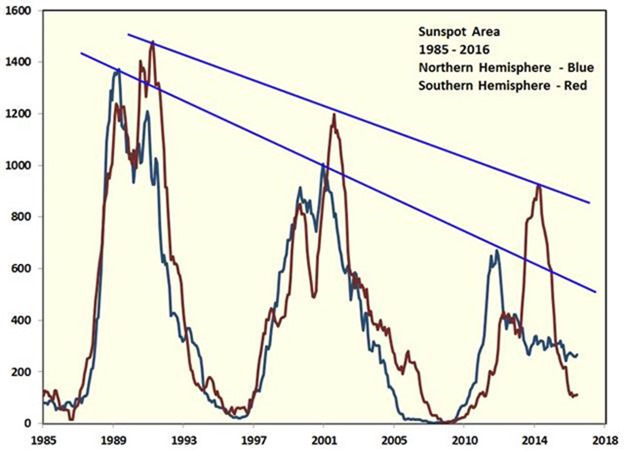 Sunspot Area
1985 - 2016
Northern Hemisphere - Blue
Southern Hemisphere - Red
1600
1400
1200
1000
800
600
400
200
0
1985 1989 1993 1997 2001 2005 2010 2014 2018